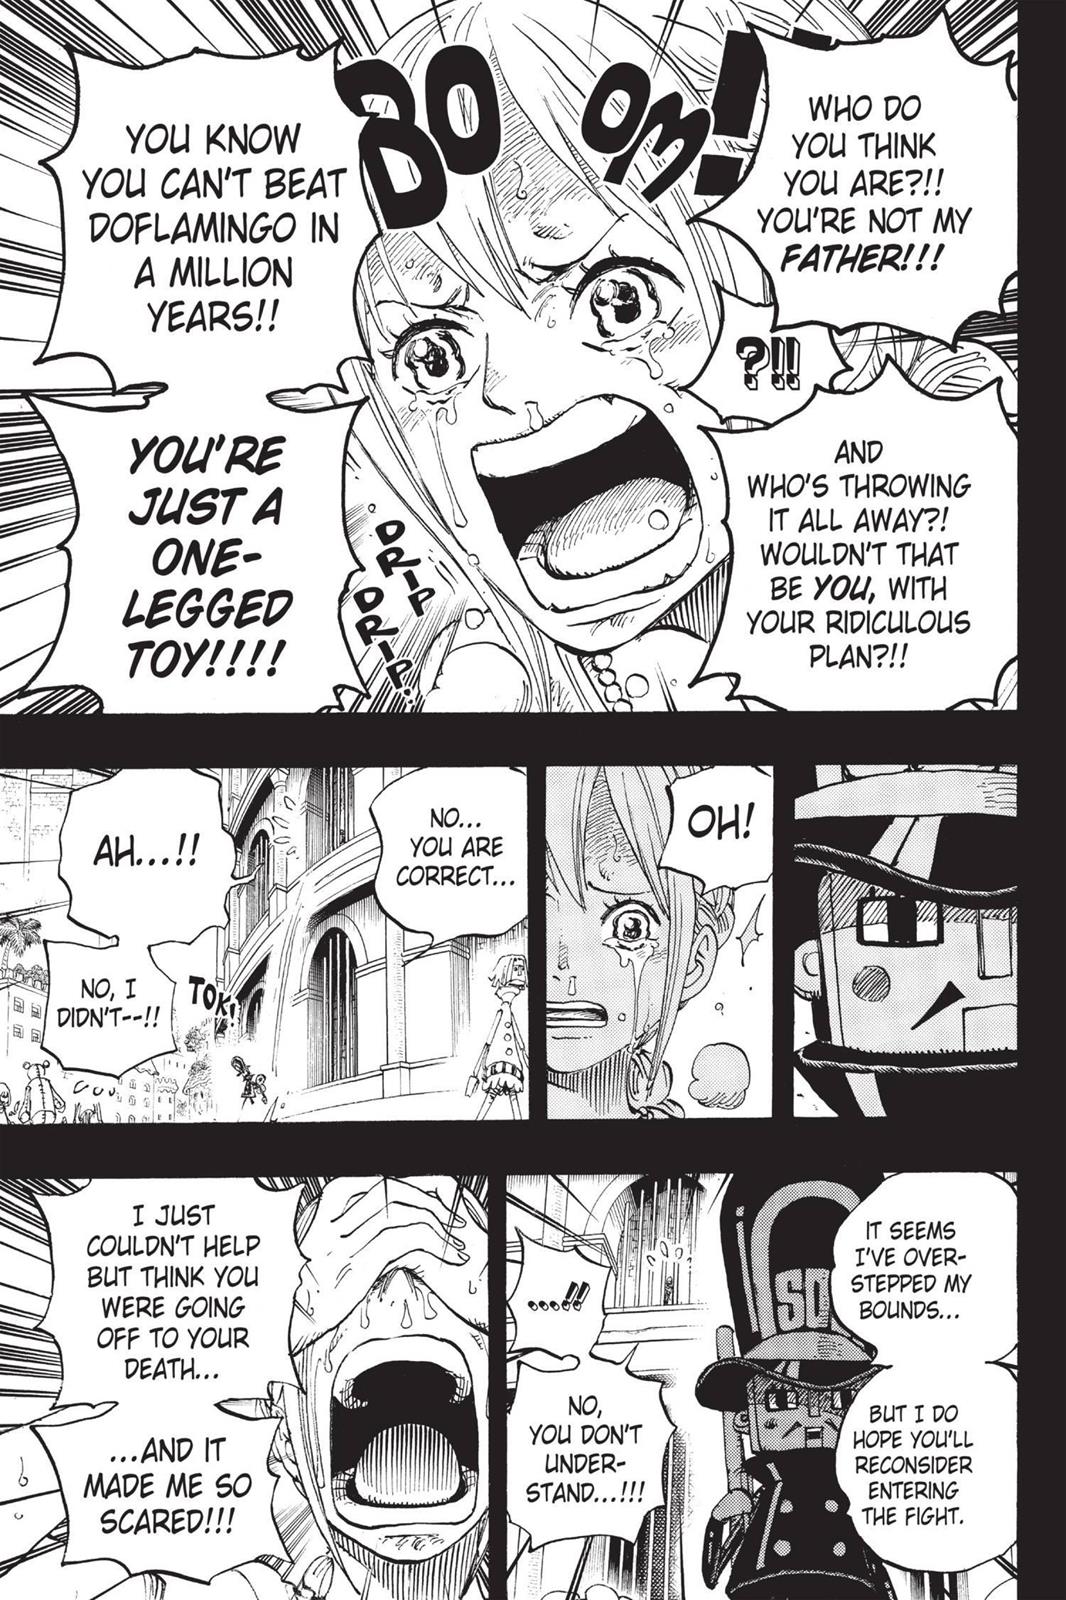 WHO DO
YOU THINK
YOU ARE?!!
YOU'RE NOT MY
FATHER!!!
BOOOM!
YOU KNOW
YOU CAN'T BEAT
DOFLAMINGO IN
A MILLION
YEARS!!
?!!
AND
WHO'S THROWING
IT ALL AWAY?!
WOULDN'T THAT
BE YOU, WITH
YOUR RIDICULOUS
PLAN?!!
YOU'RE
JUST A
ONE-
LEGGED
TOY!!!!
DRIP
DRIP..
OH!
NO...
YOU ARE
CORRECT...
AH...!!
NO, I
DIDN'T--!!
TOK!
IT SEEMS
I'VE OVER-
STEPPED MY
BOUNDS...
SOL
BUT I DO
HOPE YOU'LL
RECONSIDER
ENTERING
THE FIGHT.
....!!
NO,
YOU DON'T
UNDER-
STAND...!!!
I JUST
COULDN'T HELP
BUT THINK YOU
WERE GOING
OFF TO YOUR
DEATH...
...AND IT
MADE ME SO
SCARED!!!